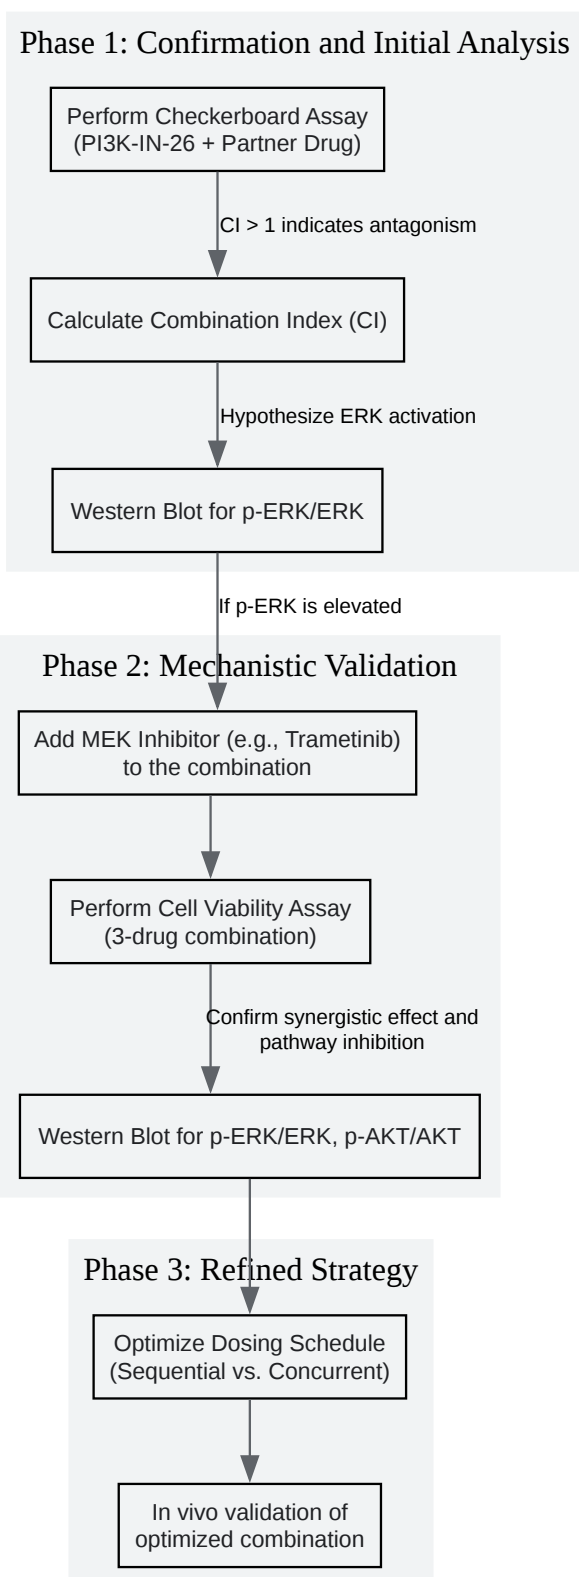 Phase 1: Confirmation and Initial Analysis
Perform Checkerboard Assay
(PI3K-IN-26 + Partner Drug)
CI > 1 indicates antagonism
Calculate Combination Index (CI)
Hypothesize ERK activation
Western Blot for p-ERK/ERK
If p-ERK is elevated
Phase 2: Mechanistic Validation
Add MEK Inhibitor (e.g., Trametinib)
to the combination
Perform Cell Viability Assay
(3-drug combination)
Confirm synergistic effect and
pathway inhibition
Western Blot for p-ERK/ERK, p-AKT/AKT
Phase 3: Refined Strategy
Optimize Dosing Schedule
(Sequential vs. Concurrent)
In vivo validation of
optimized combination